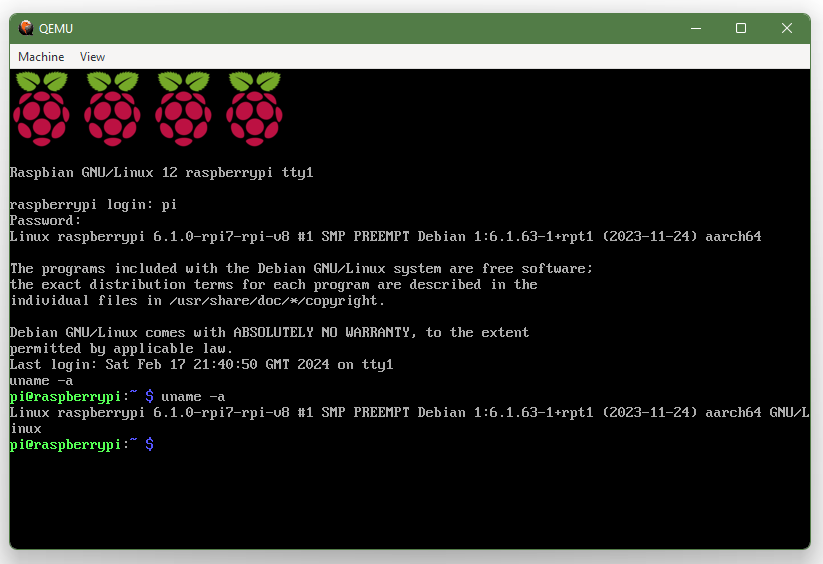 QEMU
Machine View
Raspbian GNU/Linux 12 raspberrypi tty1
raspberrypi login: pi
Password:
Linux raspberrypi 6.1.0-rpi7-rpi-v8 #1 SMP PREEMPT Debian 1:6.1.63-1+rpt1 (2023-11-24) aarch64
The programs included with the Debian GNU/Linux system are free software;
the exact distribution terms for each program are described in the
individual files in /usr/share/doc/*/copyright.
Debian GNU/Linux comes with ABSOLUTELY NO WARRANTY, to the extent
permitted by applicable law.
Last login: Sat Feb 17 21:40:50 GMT 2024 on tty1
uname -a
pi@raspberrypi:~ $ uname -a
Linux raspberrypi 6.1.0-rpi7-rpi-v8 #1 SMP PREEMPT Debian 1:6.1.63-1+rpt1 (2023-11-24) aarch64 GNU/L
inux
pi@raspberrypi:~ $